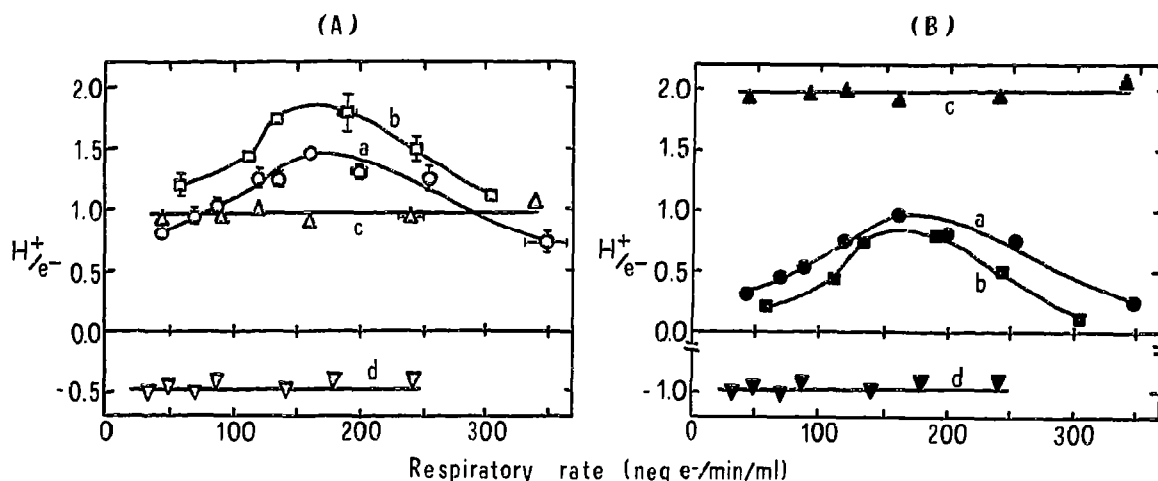 (A) (B)
2.0 2.0
b c
1.5 a 1.5
1.0 1.0 a
H+/e- c H+/e-
0.5 0.5 b
0.0 0.0
-0.5 d -1.0 d
0 100 200 300 0 100 200 300
Respiratory rate (neq e-/min/ml)